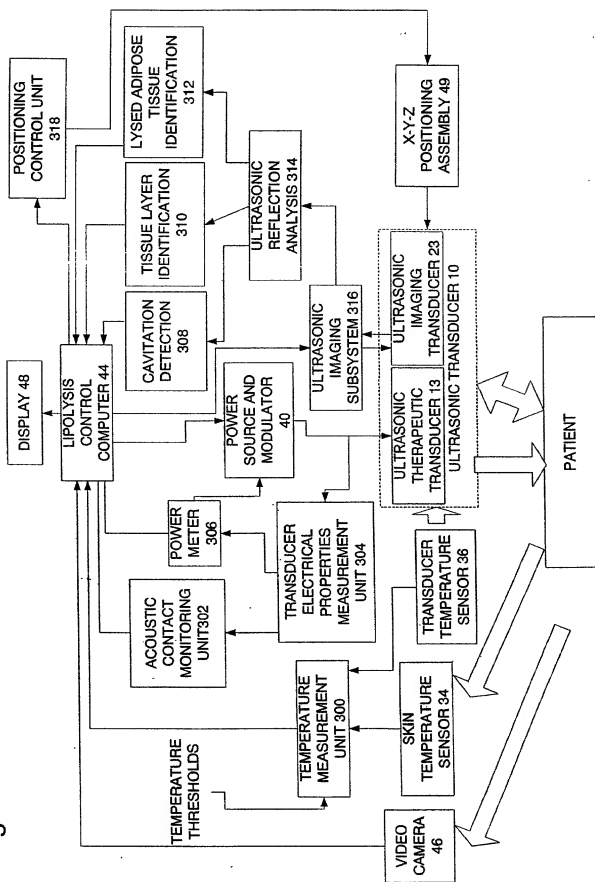 DISPLAY 48
LIPOLYSIS
CONTROL
COMPUTER 44
POSITIONING
CONTROL UNIT
318
CAVITATION
DETECTION
308
TISSUE LAYER
IDENTIFICATION
310
LYSED ADIPOSE
TISSUE
IDENTIFICATION
312
ACOUSTIC CONTACT
MONITORING
UNIT302
POWER
METER 306
POWER
SOURCE AND
MODULATOR
40
ULTRASONIC
REFLECTION
ANALYSIS 314
TEMPERATURE
THRESHOLDS
TEMPERATURE
MEASUREMENT
UNIT 300
TRANSDUCER
ELECTRICAL
PROPERTIES
MEASUREMENT
UNIT 304
ULTRASONIC
IMAGING
SUBSYSTEM 316
VIDEO
CAMERA
46
SKIN
TEMPERATURE
SENSOR 34
TRANSDUCER
TEMPERATURE
SENSOR 36
ULTRASONIC
THERAPEUTIC
TRANSDUCER 13
ULTRASONIC
IMAGING
TRANSDUCER 23
ULTRASONIC TRANSDUCER 10
X-Y-Z
POSITIONING
ASSEMBLY 49
PATIENT